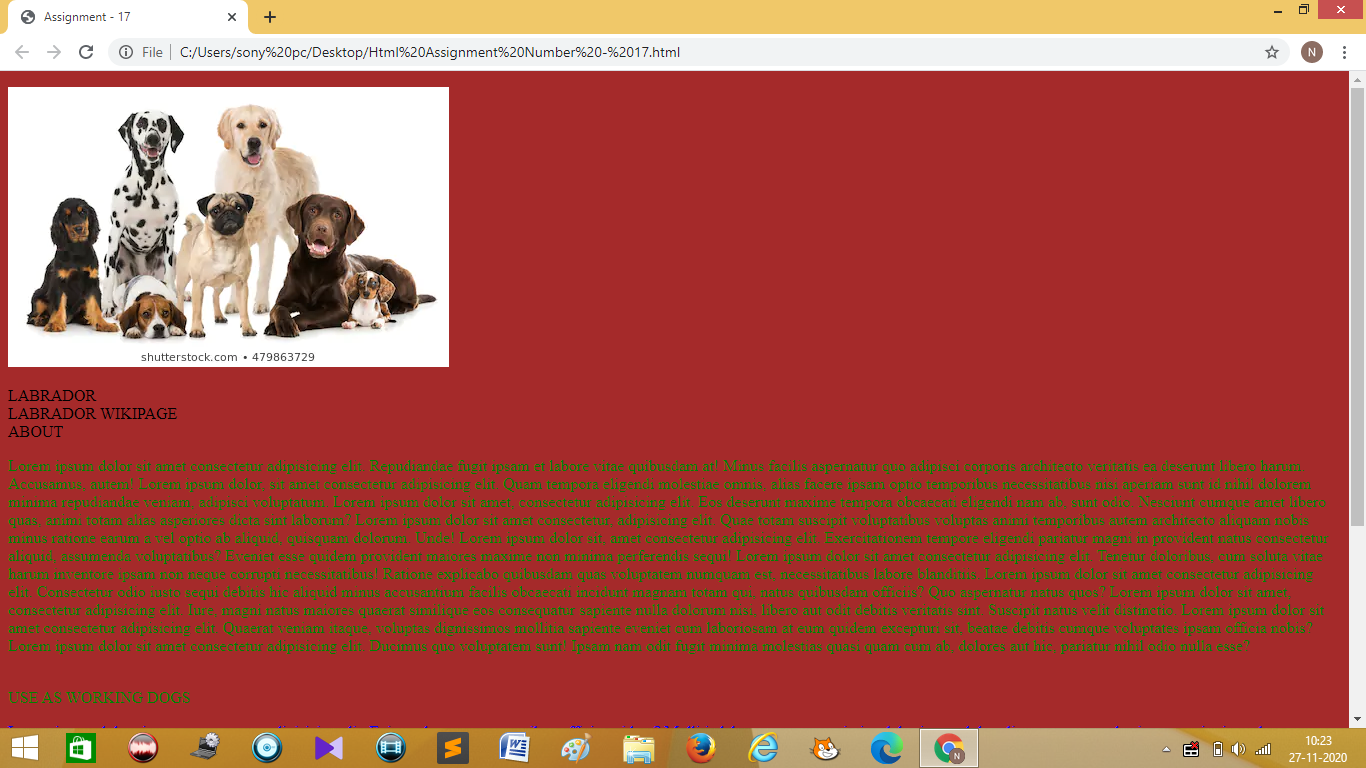 Assignment - 17
File
C:/Users/sony%20pc/Desktop/Html%20Assignment%20Number%20-%2017.html
N
shutterstock.com • 479863729
LABRADOR
LABRADOR WIKIPAGE
ABOUT
Lorem ipsum dolor sit amet consectetur adipisicing elit. Repudiandae fugit ipsam et labore vitae quibusdam at! Minus facilis aspernatur quo adipisci corporis architecto veritatis ea deserunt libero harum.
Accusamus, autem! Lorem ipsum dolor, sit amet consectetur adipisicing elit. Quam tempora eligendi molestiae omnis, alias facere ipsam optio temporibus necessitatibus nisi aperiam sunt id nihil dolorem
minima repudiandae veniam, adipisci voluptatum. Lorem ipsum dolor sit amet, consectetur adipisicing elit. Eos deserunt maxime tempora obcaecati eligendi nam ab, sunt odio. Nesciunt cumque amet libero
quas, animi totam alias asperiores dicta sint laborum? Lorem ipsum dolor sit amet consectetur, adipisicing elit. Quae totam suscipit voluptatibus voluptas animi temporibus autem architecto aliquam nobis
minus ratione earum a vel optio ab aliquid, quisquam dolorum. Unde! Lorem ipsum dolor sit, amet consectetur adipisicing elit. Exercitationem tempore eligendi pariatur magni in provident natus consectetur
aliquid, assumenda voluptatibus? Eveniet esse quidem provident maiores maxime non minima perferendis sequi! Lorem ipsum dolor sit amet consectetur adipisicing elit. Tenetur doloribus, cum soluta vitae
harum inventore ipsam non neque corrupti necessitatibus! Ratione explicabo quibusdam quas voluptatem numquam est, necessitatibus labore blanditiis. Lorem ipsum dolor sit amet consectetur adipisicing
elit. Consectetur odio iusto sequi debitis hic aliquid minus accusantium facilis obcaecati incidunt magnam totam qui, natus quibusdam officiis? Quo aspernatur natus quos? Lorem ipsum dolor sit amet,
consectetur adipisicing elit. Iure, magni natus maiores quaerat similique eos consequatur sapiente nulla dolorum nisi, libero aut odit debitis veritatis sint. Suscipit natus velit distinctio. Lorem ipsum dolor sit
amet consectetur adipisicing elit. Quaerat veniam itaque, voluptas dignissimos mollitia sapiente eveniet cum laboriosam at eum quidem excepturi sit, beatae debitis cumque voluptates ipsam officia nobis?
Lorem ipsum dolor sit amet consectetur adipisicing elit. Ducimus quo voluptatem sunt! Ipsam nam odit fugit minima molestias quasi quam cum ab, dolores aut hic, pariatur nihil odio nulla esse?
USE AS WORKING DOGS
N
10:23
27-11-2020